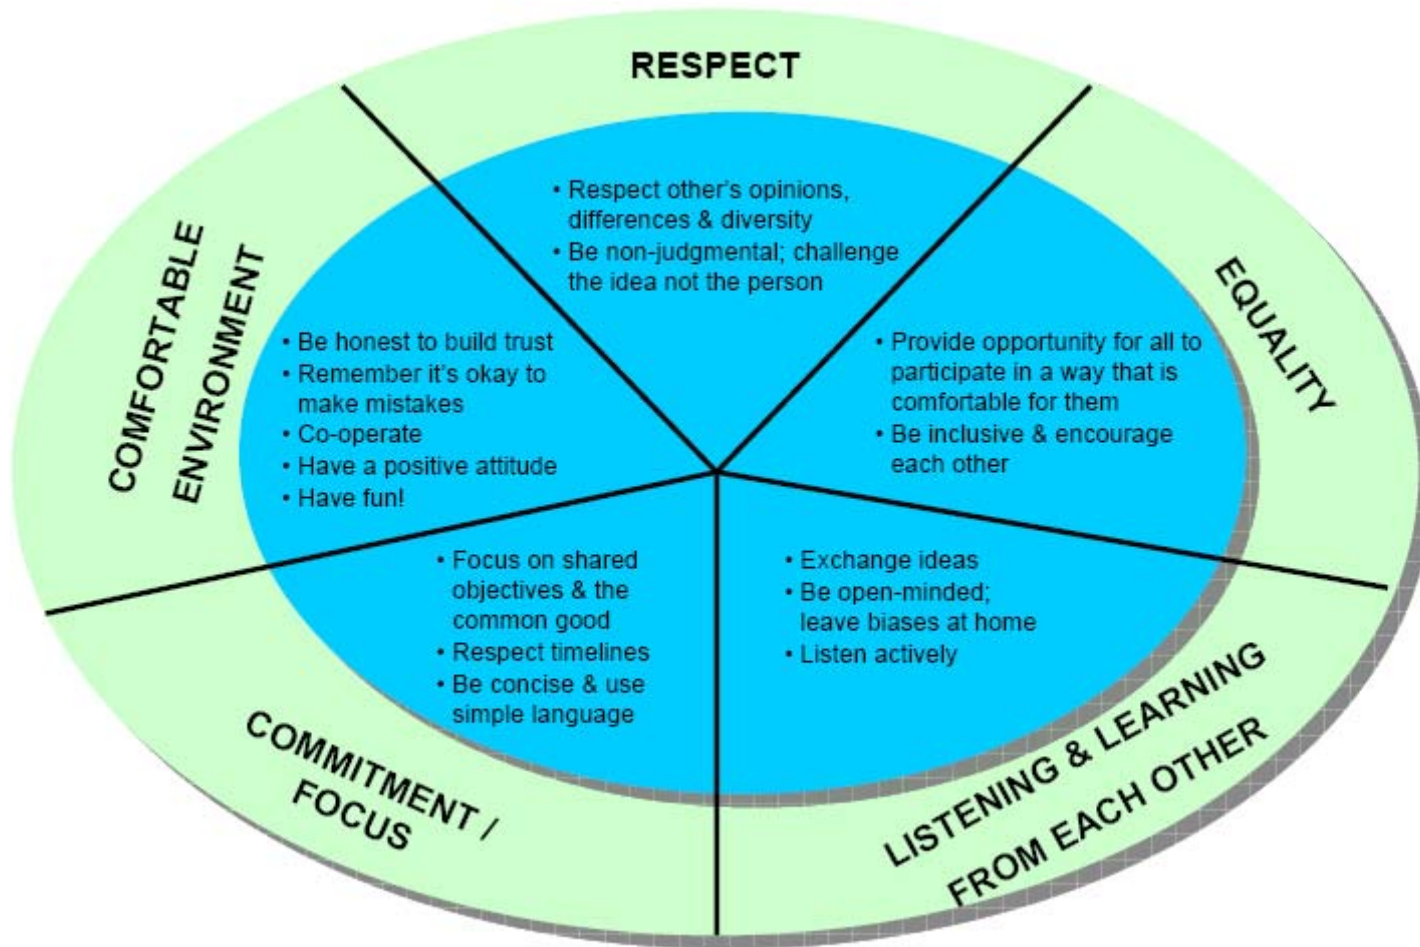 RESPECT
• Respect other's opinions,
differences & diversity
• Be non-judgmental; challenge
the idea not the person
EQUALITY
• Provide opportunity for all to
participate in a way that is
comfortable for them
• Be inclusive & encourage
each other
LISTENING & LEARNING
FROM EACH OTHER
• Exchange ideas
• Be open-minded;
leave biases at home
• Listen actively
COMMITMENT /
FOCUS
• Focus on shared
objectives & the
common good
• Respect timelines
• Be concise & use
simple language
COMFORTABLE
ENVIRONMENT
• Be honest to build trust
• Remember it's okay to
make mistakes
• Co-operate
• Have a positive attitude
• Have fun!